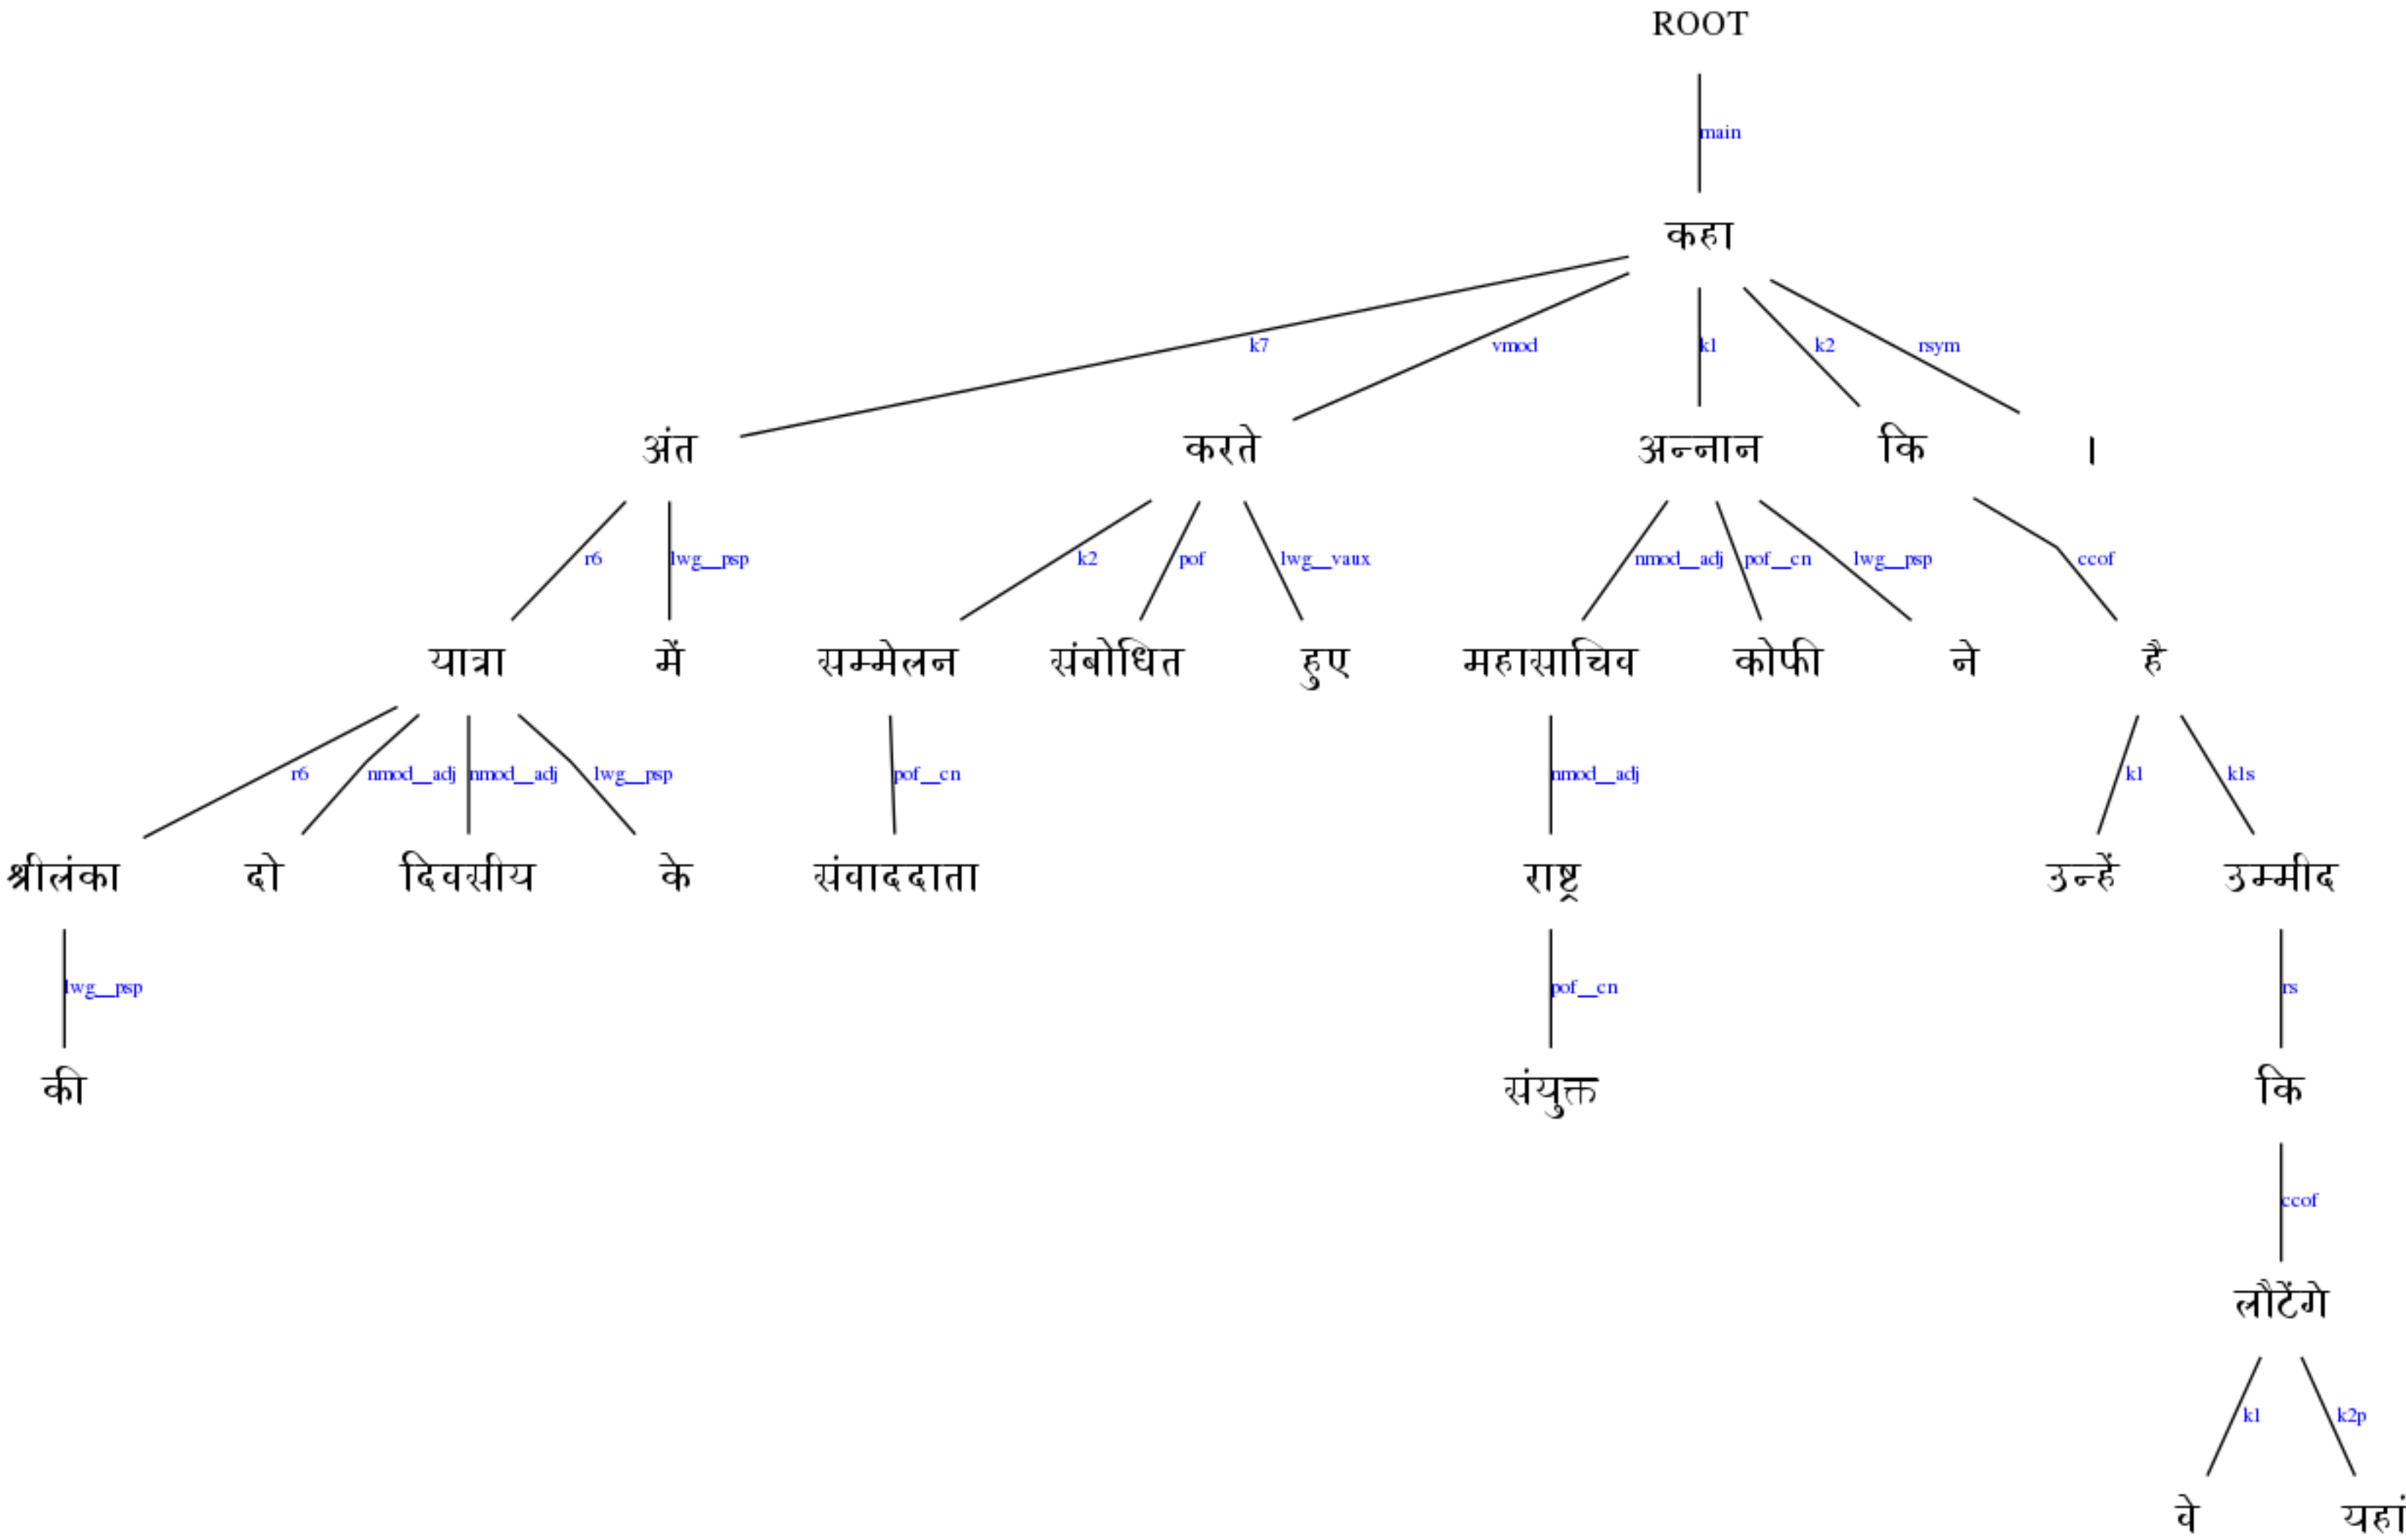 ROOT
main
कहा
k7 vmod k1 k2 rsym
अंत करते अन्नान कि ।
r6 lwg__psp k2 pof lwg__vaux nmod__adj pof__cn lwg__psp ccof
यात्रा में सम्मेलन संबोधित हुए महासाचिव कोफी ने है
r6 nmod__adj nmod__adj lwg__psp pof__cn nmod__adj k1 k1s
श्रीलंका दो दिवसीय के संवाददाता राष्ट्र उन्हें उम्मीद
lwg__psp pof__cn rs
की संयुक्त कि
ccof
लौटेंगे
k1 k2p
वे यहां